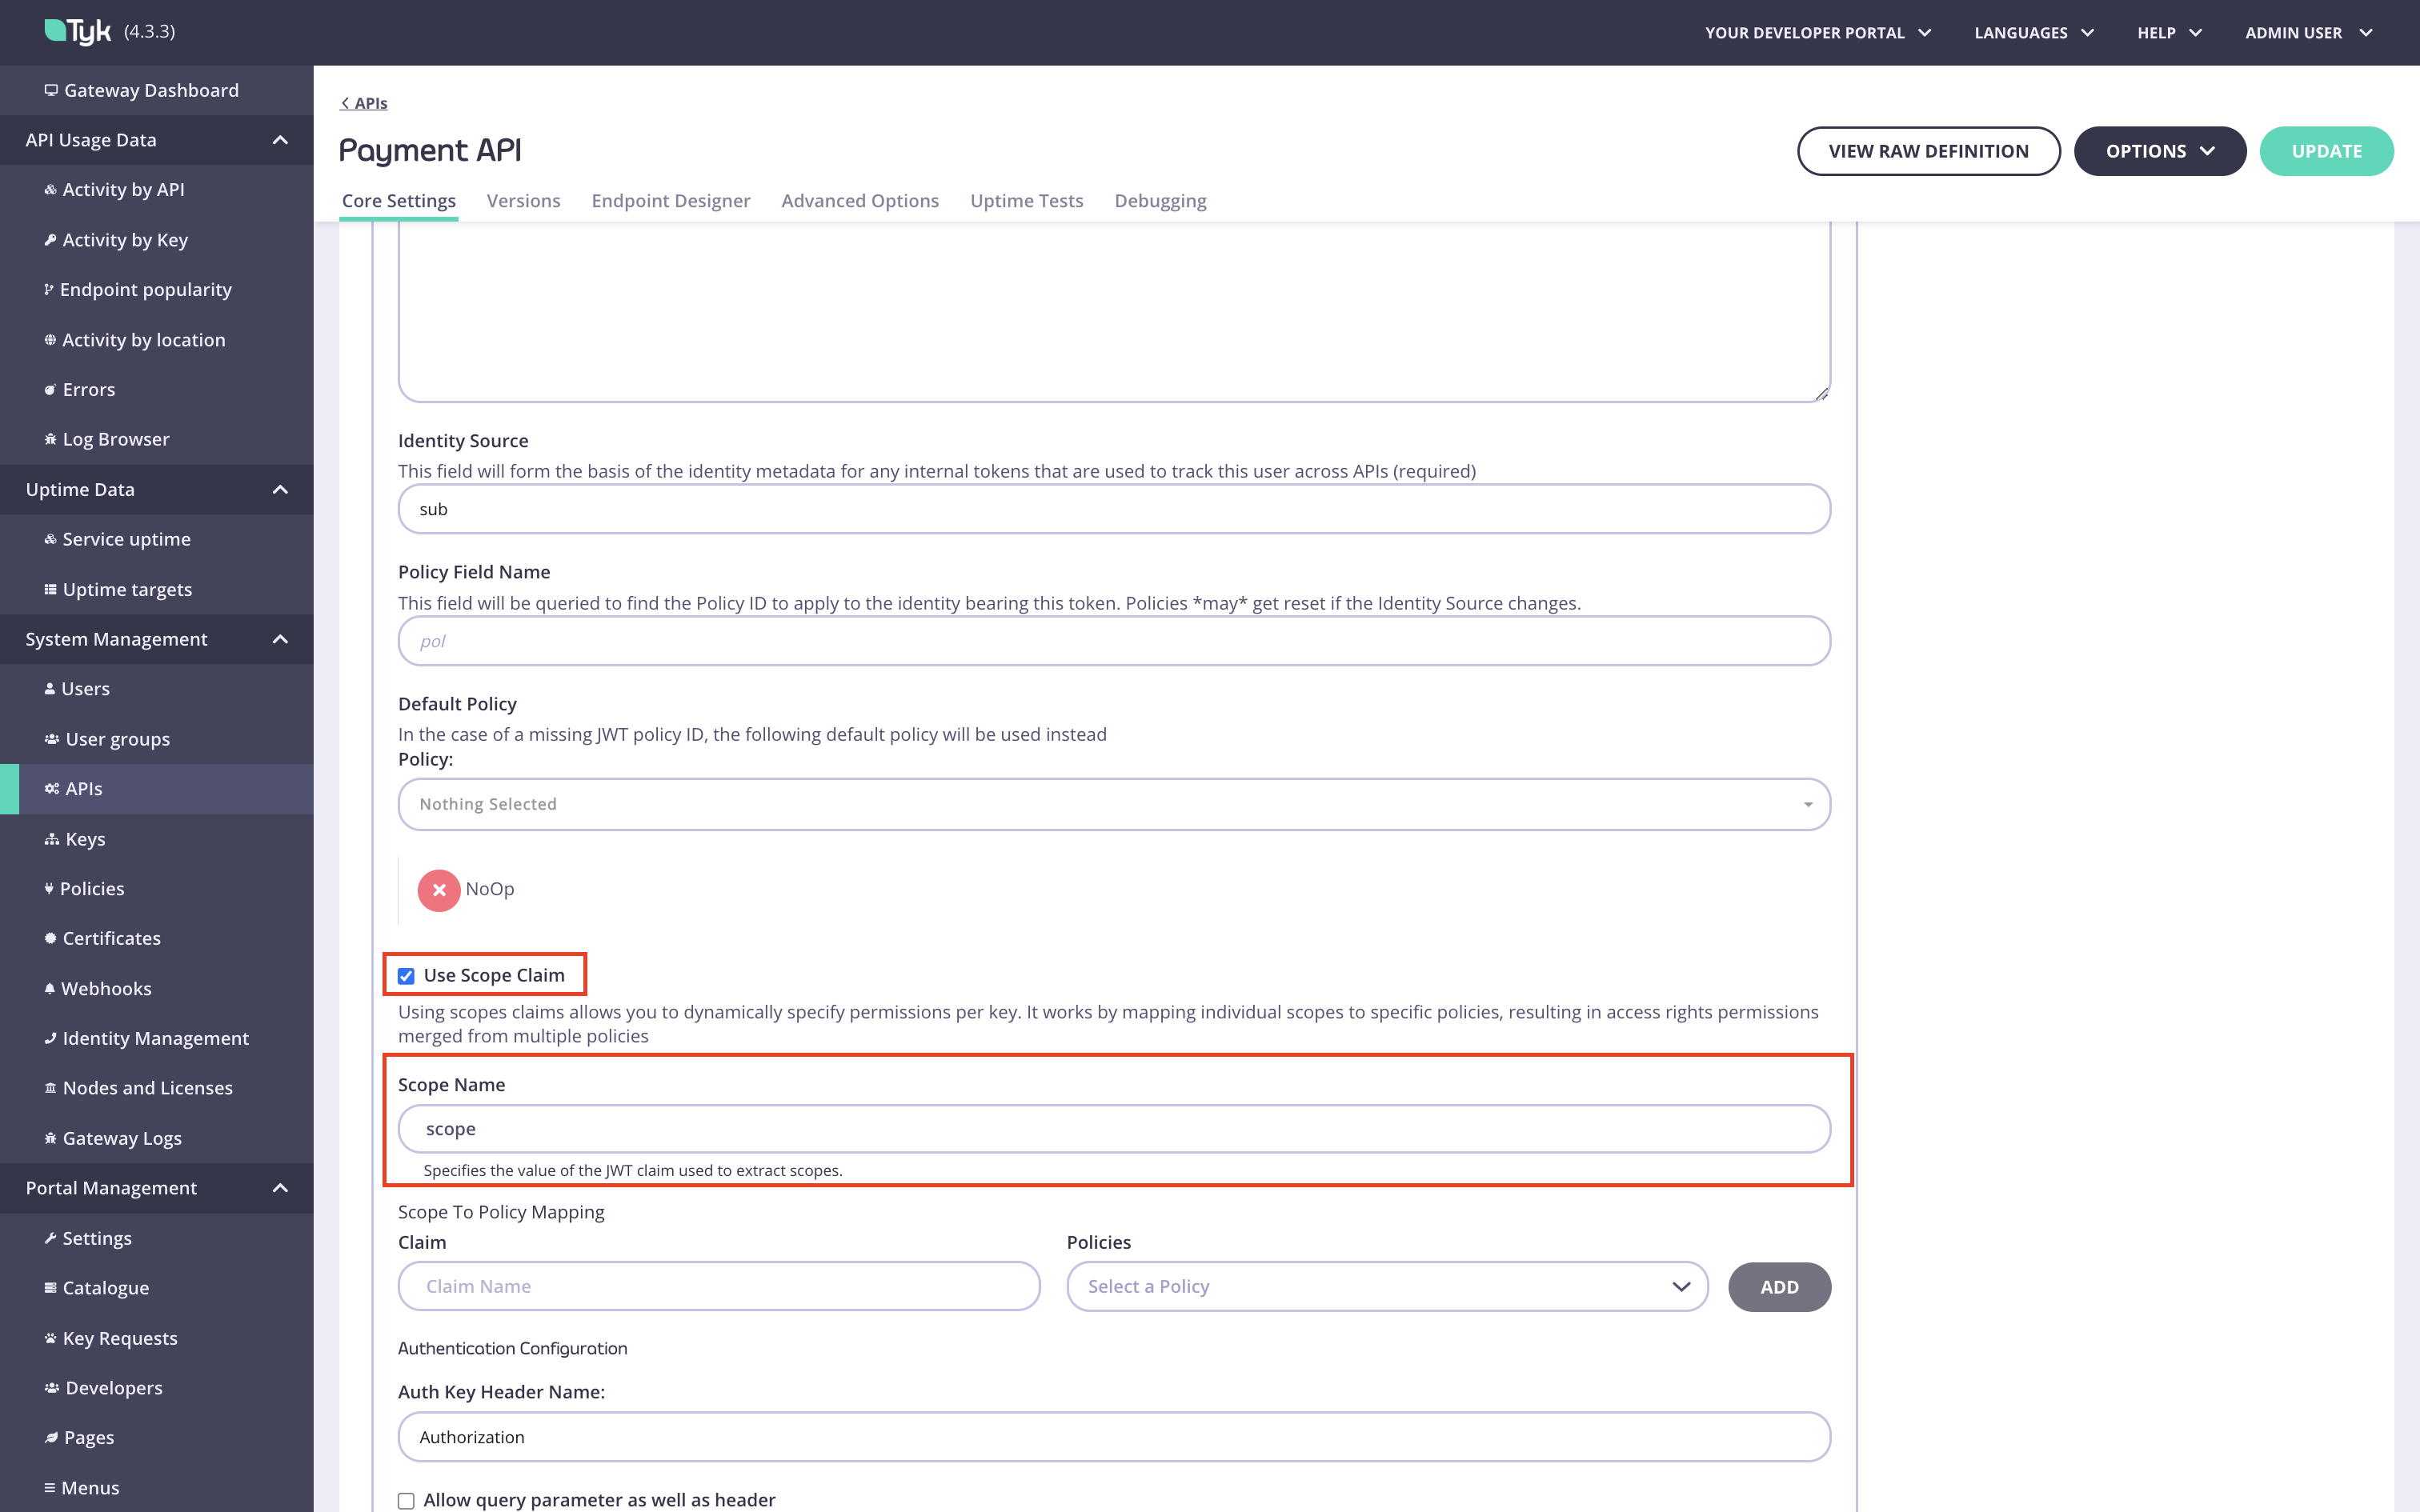 Tyk (4.3.3)
YOUR DEVELOPER PORTAL
LANGUAGES
HELP
ADMIN USER
Gateway Dashboard
API Usage Data
Activity by API
Activity by Key
Endpoint popularity
Activity by location
Errors
Log Browser
Uptime Data
Service uptime
Uptime targets
System Management
Users
User groups
APIs
Keys
Policies
Certificates
Webhooks
Identity Management
Nodes and Licenses
Gateway Logs
Portal Management
Settings
Catalogue
Key Requests
Developers
Pages
Menus
APIs
Payment API
VIEW RAW DEFINITION
OPTIONS
UPDATE
Core Settings
Versions
Endpoint Designer
Advanced Options
Uptime Tests
Debugging
Identity Source
This field will form the basis of the identity metadata for any internal tokens that are used to track this user across APIs (required)
sub
Policy Field Name
This field will be queried to find the Policy ID to apply to the identity bearing this token. Policies *may* get reset if the Identity Source changes.
pol
Default Policy
In the case of a missing JWT policy ID, the following default policy will be used instead
Policy:
Nothing Selected
NoOp
Use Scope Claim
Using scopes claims allows you to dynamically specify permissions per key. It works by mapping individual scopes to specific policies, resulting in access rights permissions
merged from multiple policies
Scope Name
scope
Specifies the value of the JWT claim used to extract scopes.
Scope To Policy Mapping
Claim
Policies
Claim Name
Select a Policy
ADD
Authentication Configuration
Auth Key Header Name:
Authorization
Allow query parameter as well as header